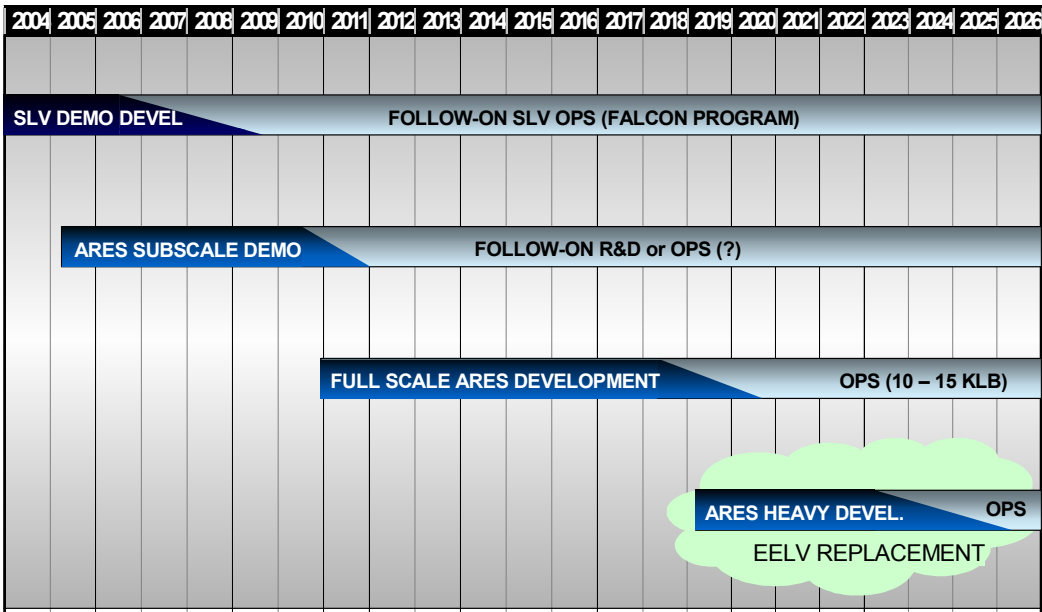 2004 2005 2006 2007 2008 2009 2010 2011 2012 2013 2014 2015 2016 2017 2018 2019 2020 2021 2022 2023 2024 2025 2026
SLV DEMO DEVEL FOLLOW-ON SLV OPS (FALCON PROGRAM)
ARES SUBSCALE DEMO FOLLOW-ON R&D or OPS (?)
FULL SCALE ARES DEVELOPMENT OPS (10 – 15 KLB)
ARES HEAVY DEVEL. OPS
EELV REPLACEMENT